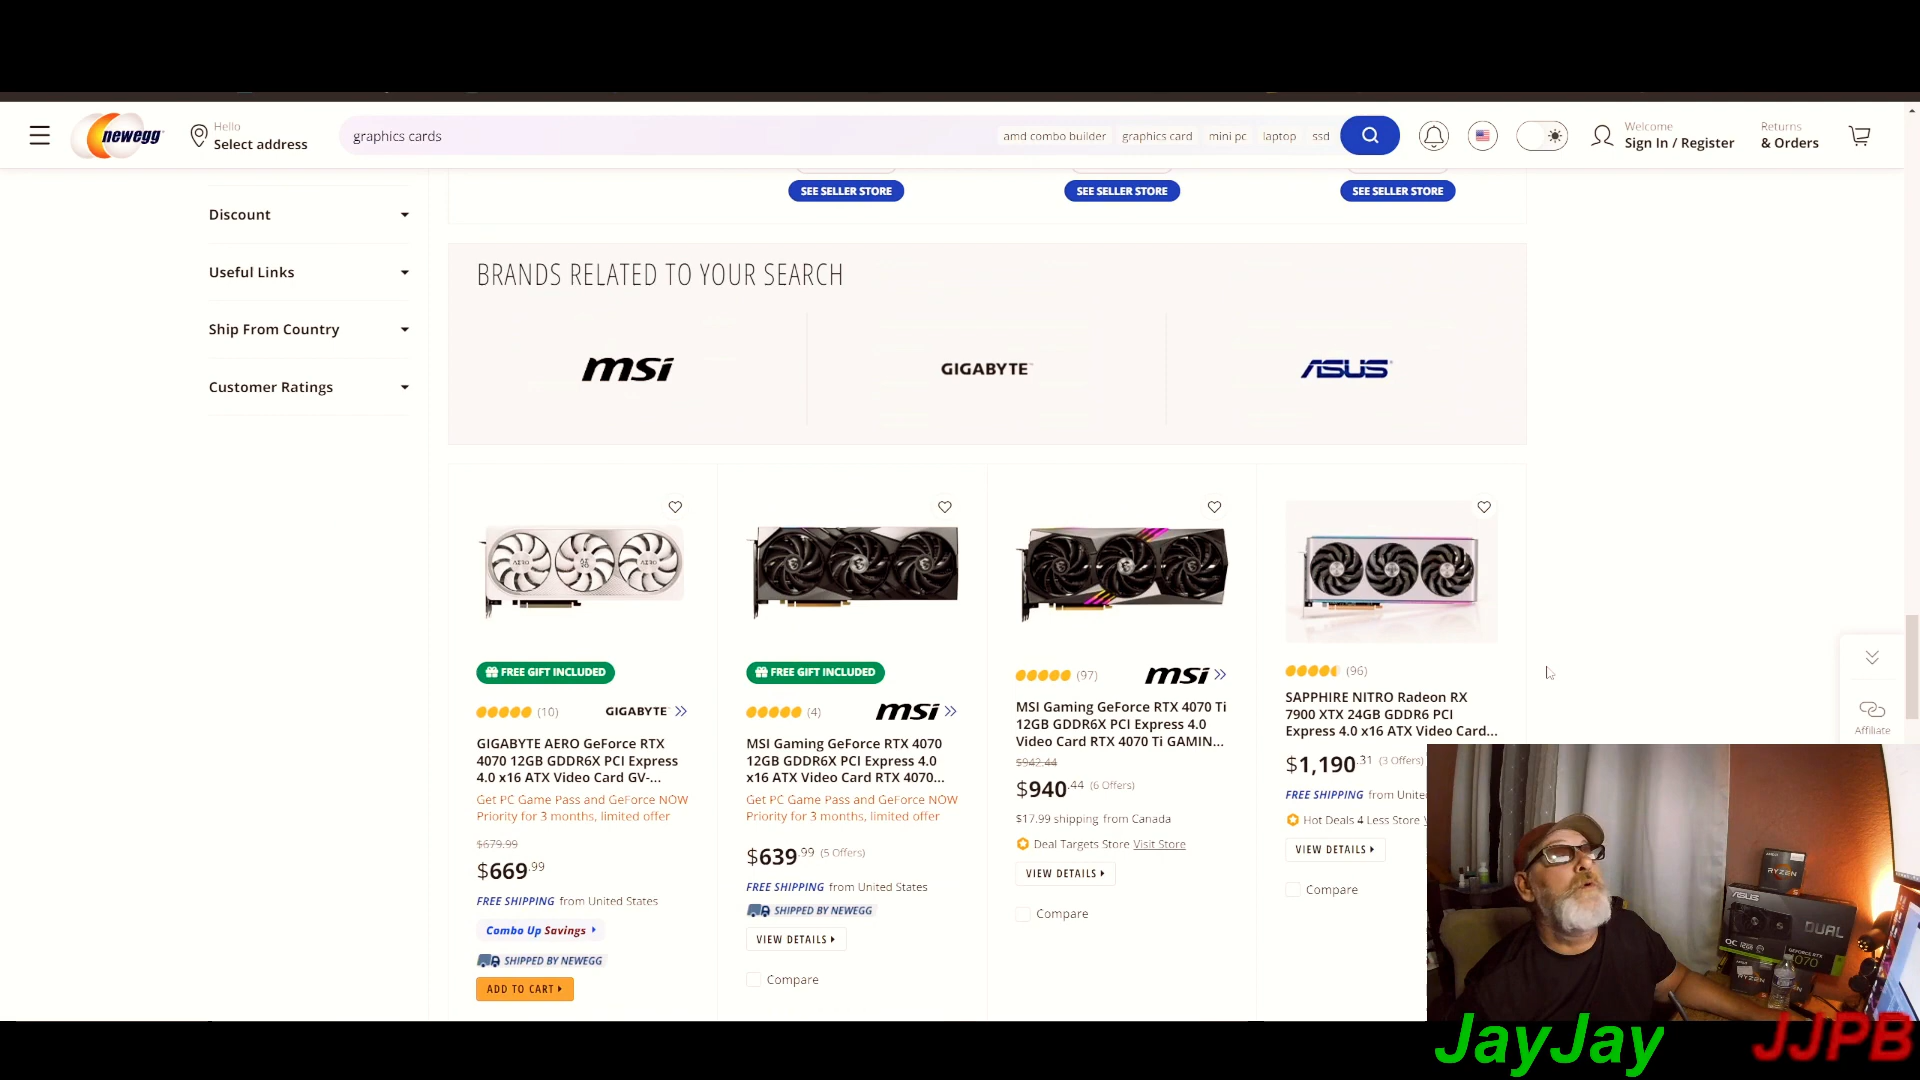 newegg
Hello
Select address
graphics cards
amd combo builder
graphics card
mini pc
laptop
ssd
Welcome
Sign In / Register
Returns
& Orders
SEE SELLER STORE
SEE SELLER STORE
SEE SELLER STORE
Discount
Useful Links
Ship From Country
Customer Ratings
BRANDS RELATED TO YOUR SEARCH
msi
GIGABYTE
ASUS
FREE GIFT INCLUDED
(10)
GIGABYTE
GIGABYTE AERO GeForce RTX
4070 12GB GDDR6X PCI Express
4.0 x16 ATX Video Card GV-...
Get PC Game Pass and GeForce NOW
Priority for 3 months, limited offer
$679.99
$669.99
FREE SHIPPING from United States
Combo Up Savings
SHIPPED BY NEWEGG
ADD TO CART
FREE GIFT INCLUDED
(4)
msi
MSI Gaming GeForce RTX 4070
12GB GDDR6X PCI Express 4.0
x16 ATX Video Card RTX 4070...
Get PC Game Pass and GeForce NOW
Priority for 3 months, limited offer
$639.99 (5 Offers)
FREE SHIPPING from United States
SHIPPED BY NEWEGG
VIEW DETAILS
Compare
(97)
msi
MSI Gaming GeForce RTX 4070 Ti
12GB GDDR6X PCI Express 4.0
Video Card RTX 4070 Ti GAMIN...
$942.44
$940.44 (6 Offers)
$17.99 shipping from Canada
Deal Targets Store Visit Store
VIEW DETAILS
Compare
(96)
SAPPHIRE NITRO Radeon RX
7900 XTX 24GB GDDR6 PCI
Express 4.0 x16 ATX Video Card...
$1,190.31 (3 Offers)
FREE SHIPPING from Unite
Hot Deals 4 Less Store
VIEW DETAILS
Compare
Affiliate
RYZEN
ASUS
DUAL
OC 12GB
RYZEN
JayJay
JJPB